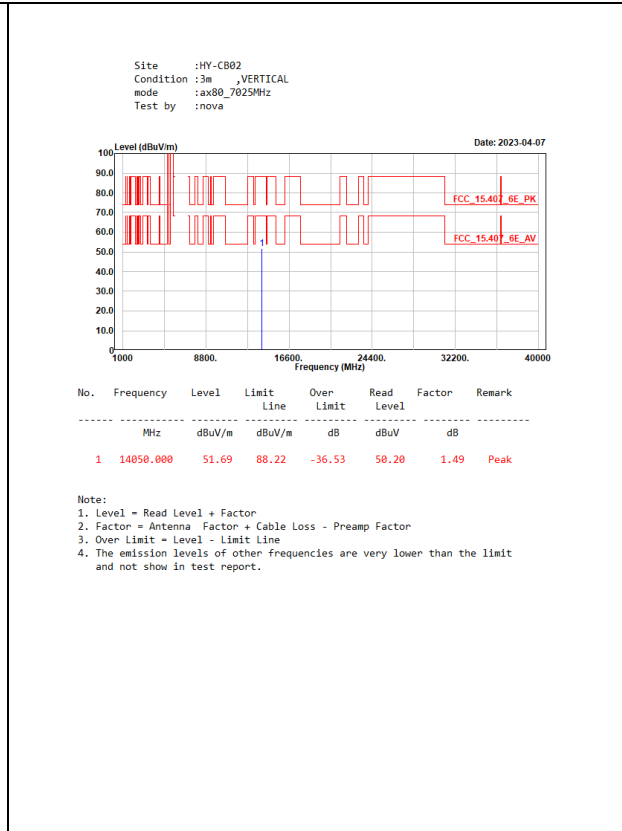 Site      :HY-CB02
Condition :3m    ,VERTICAL
mode      :ax80_7025MHz
Test by   :nova
Level (dBuV/m)
Date: 2023-04-07
100
90.0
80.0
FCC_15.407_6E_PK
70.0
60.0
FCC_15.407_6E_AV
1
50.0
40.0
30.0
20.0
10.0
0
1000 8800. 16600. 24400. 32200. 40000
Frequency (MHz)
No. Frequency Level Limit Over Read Factor Remark
Line Limit Level
------ ----------- -------- --------- --------- -------- -------- ---------
MHz dBuV/m dBuV/m dB dBuV dB
1 14050.000 51.69 88.22 -36.53 50.20 1.49 Peak
Note:
1. Level = Read Level + Factor
2. Factor = Antenna  Factor + Cable Loss - Preamp Factor
3. Over Limit = Level - Limit Line
4. The emission levels of other frequencies are very lower than the limit
and not show in test report.